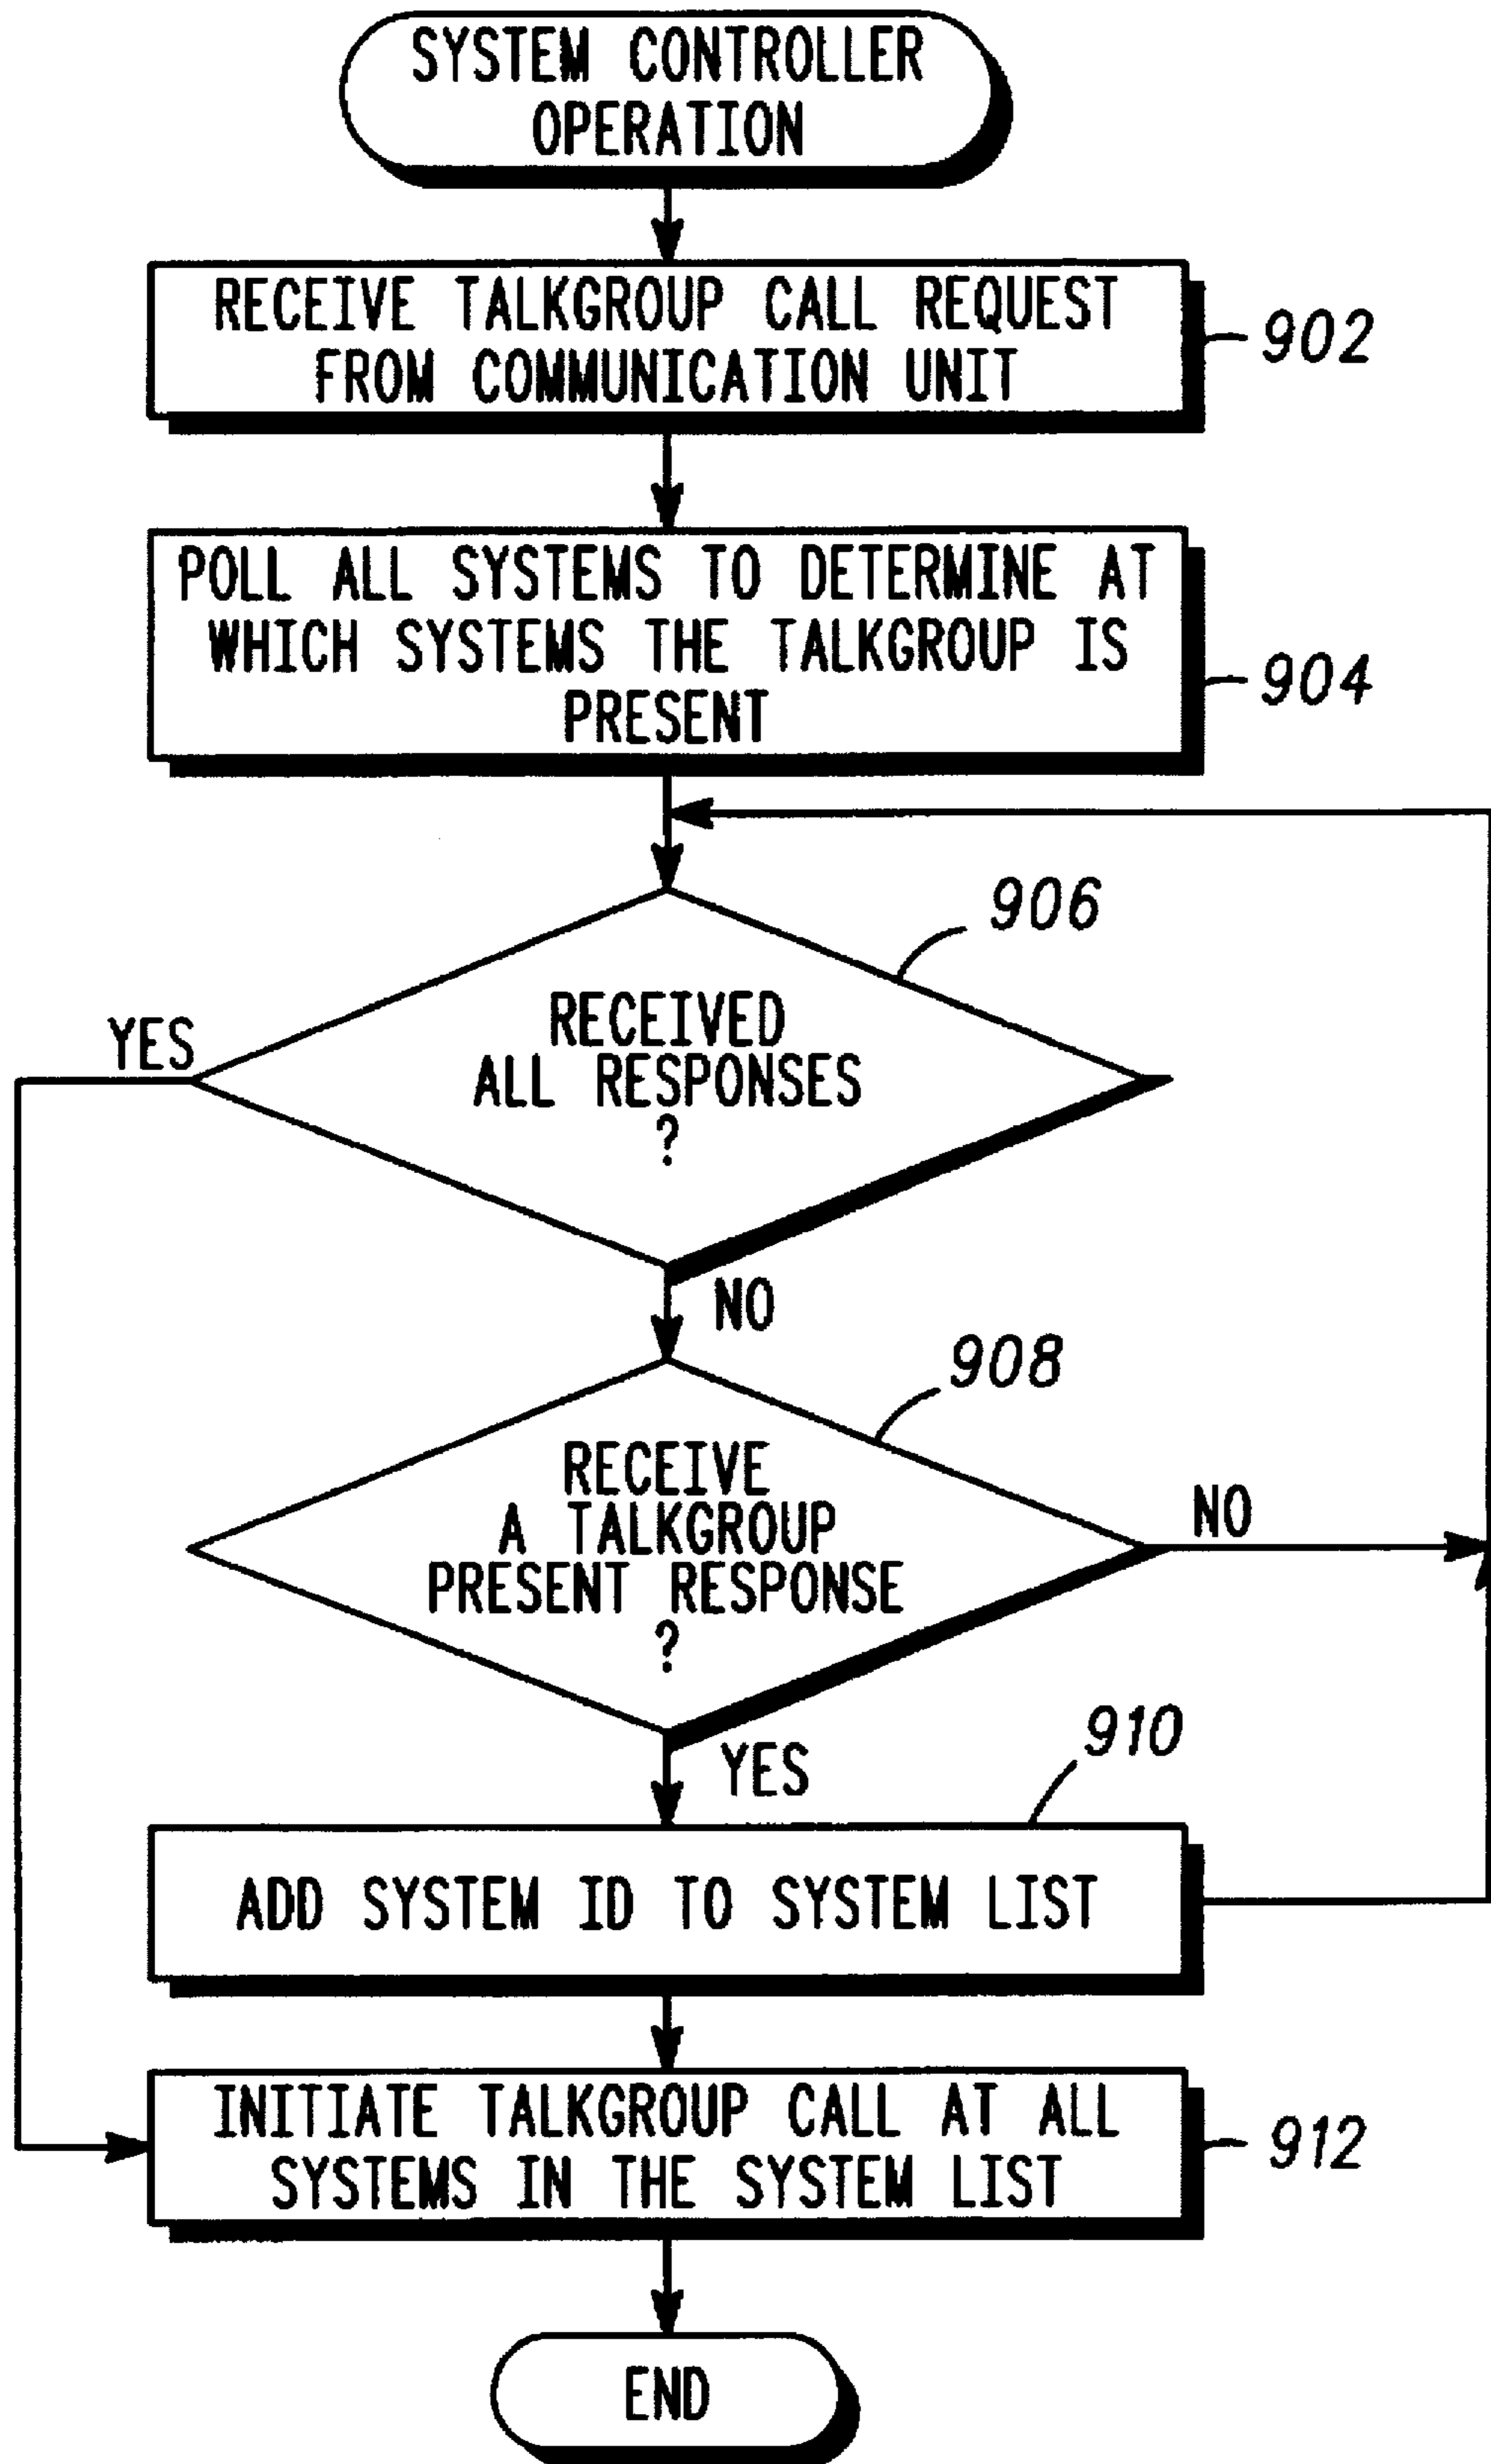 SYSTEM CONTROLLER
OPERATION
RECEIVE TALKGROUP CALL REQUEST
FROM COMMUNICATION UNIT
902
POLL ALL SYSTEMS TO DETERMINE AT
WHICH SYSTEMS THE TALKGROUP IS
PRESENT
904
906
RECEIVED
ALL RESPONSES
?
YES
NO
908
RECEIVE
A TALKGROUP
PRESENT RESPONSE
?
NO
YES
910
ADD SYSTEM ID TO SYSTEM LIST
INITIATE TALKGROUP CALL AT ALL
SYSTEMS IN THE SYSTEM LIST
912
END